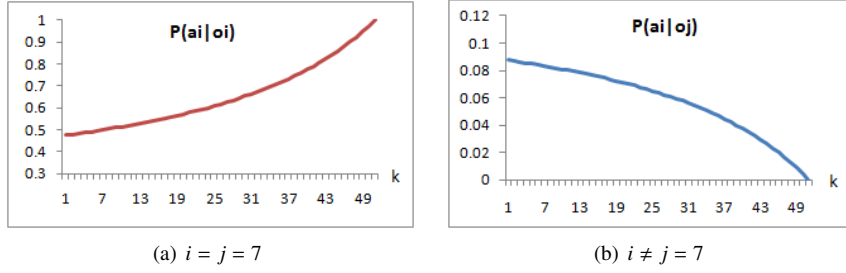 P(ai|oi)
1
0.9
0.8
0.7
0.6
0.5
0.4
0.3
1 7 13 19 25 31 37 43 49 k
(a) i = j = 7
P(ai|oj)
0.12
0.1
0.08
0.06
0.04
0.02
0
1 7 13 19 25 31 37 43 49 k
(b) i ≠ j = 7